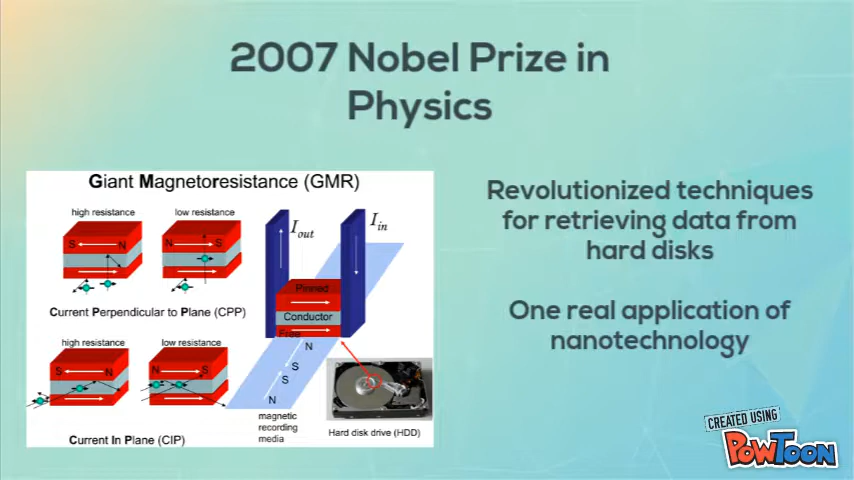 2007 Nobel Prize in
Physics
Giant Magnetoresistance (GMR)
high resistance
low resistance
S N
N S
Current Perpendicular to Plane (CPP)
high resistance
low resistance
S N
N S
Current In Plane (CIP)
I out
I in
Pinned
Conductor
Free
N
S
S
N
magnetic
recording
media
Hard disk drive (HDD)
Revolutionized techniques
for retrieving data from
hard disks
One real application of
nanotechnology
CREATED USING
POWTOON